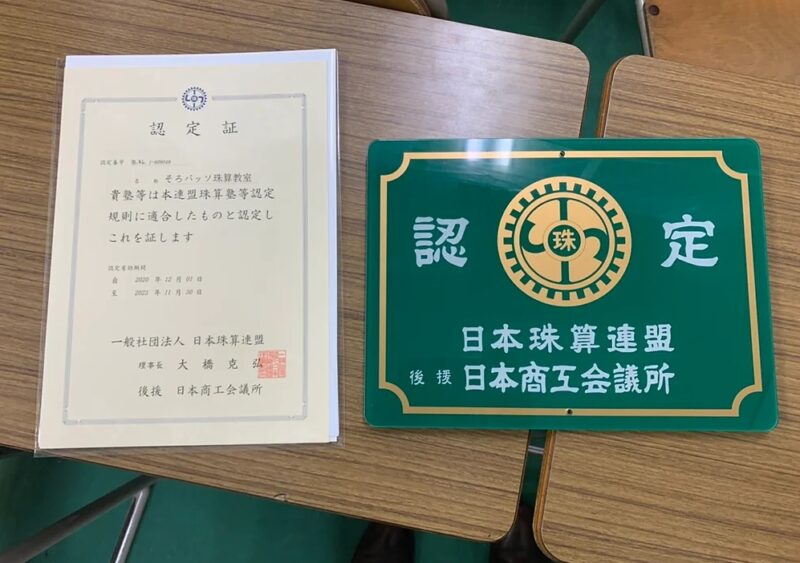 認定証
認定番号 塾No. 1-609048
そろパッソ珠算教室
貴塾等は本連盟珠算塾等認定
規則に適合したものと認定し
これを証します
認定有効期間
自 2020 年 12 月 01 日
至 2023 年 11 月 30 日
一般社団法人 日本珠算連盟
理事長 大橋克弘
後援 日本商工会議所
認 珠 定
日本珠算連盟
後援 日本商工会議所